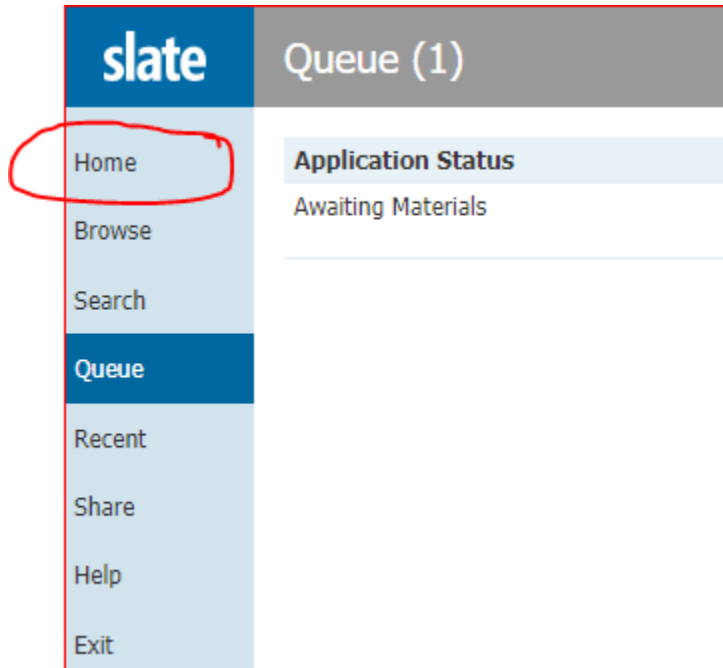 slate
Queue (1)
Home
Browse
Search
Queue
Recent
Share
Help
Exit
Application Status
Awaiting Materials